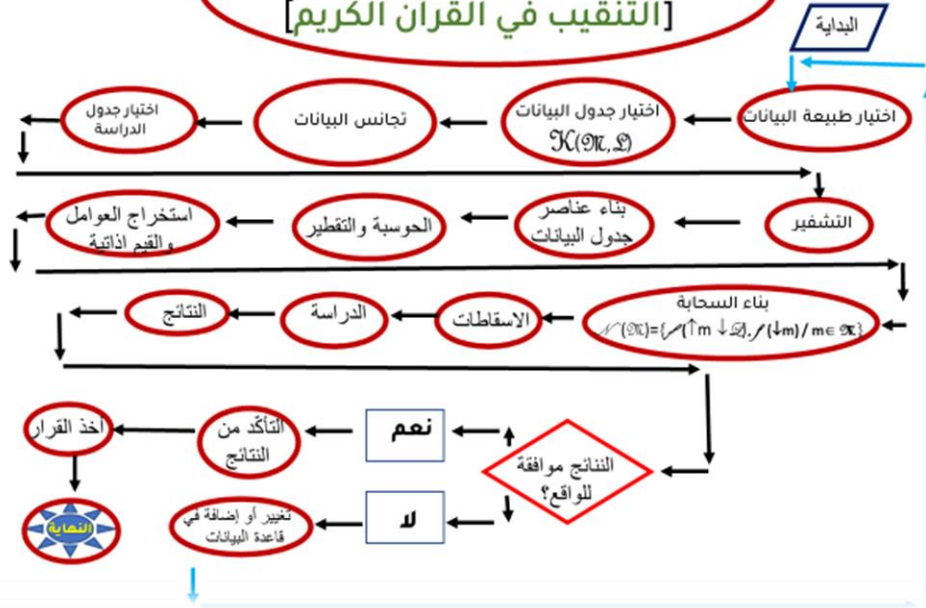 [التنقيب في القرآن الكريم]
البداية
اختيار طبيعة البيانات
اختيار جدول البيانات
K(𝔐,𝔏)
تجانس البيانات
اختيار جدول
الدراسة
التشفير
بناء عناصر
جدول البيانات
الحوسبة والتقطير
استخراج العوامل
والقيم اذاتية
بناء السحابة
𝒩(𝔐)={𝒻(↑m ↓𝔏),𝒻(↓m) / m∈ 𝔐}
الاسقاطات
الدراسة
النتائج
النتائج موافقة
للواقع؟
نعم
التأكّد من
النتائج
أخذ القرار
لا
تغيير أو إضافة في
قاعدة البيانات
النهاية